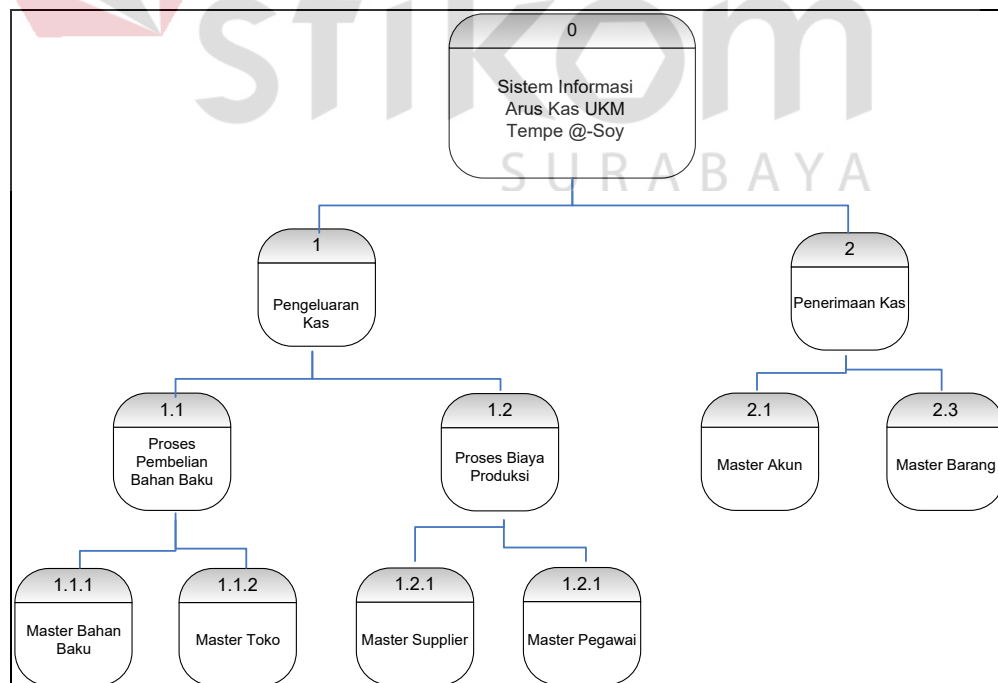 stikom
SURABAYA
0
Sistem Informasi
Arus Kas UKM
Tempe @-Soy
1
Pengeluaran
Kas
2
Penerimaan Kas
1.1
Proses
Pembelian
Bahan Baku
1.2
Proses Biaya
Produksi
2.1
Master Akun
2.3
Master Barang
1.1.1
Master Bahan
Baku
1.1.2
Master Toko
1.2.1
Master Supplier
1.2.1
Master Pegawai